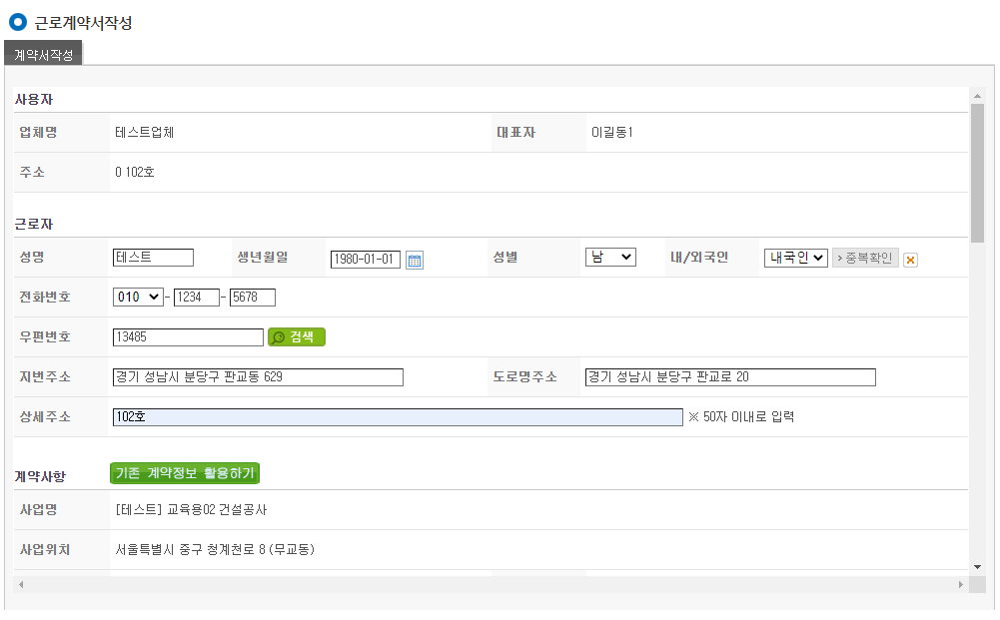 근로계약서작성
계약서작성
사용자
업체명 테스트업체 대표자 이길동1
주소 0 102호
근로자
성명 테스트 생년월일 1980-01-01 성별 남 내/외국인 내국인 › 중복확인
전화번호 010 - 1234 - 5678
우편번호 13485 검색
지번주소 경기 성남시 분당구 판교동 629 도로명주소 경기 성남시 분당구 판교로 20
상세주소 102호 ※ 50자 이내로 입력
계약사항 기존 계약정보 활용하기
사업명 [테스트] 교육용02 건설공사
사업위치 서울특별시 중구 청계천로 8 (무교동)